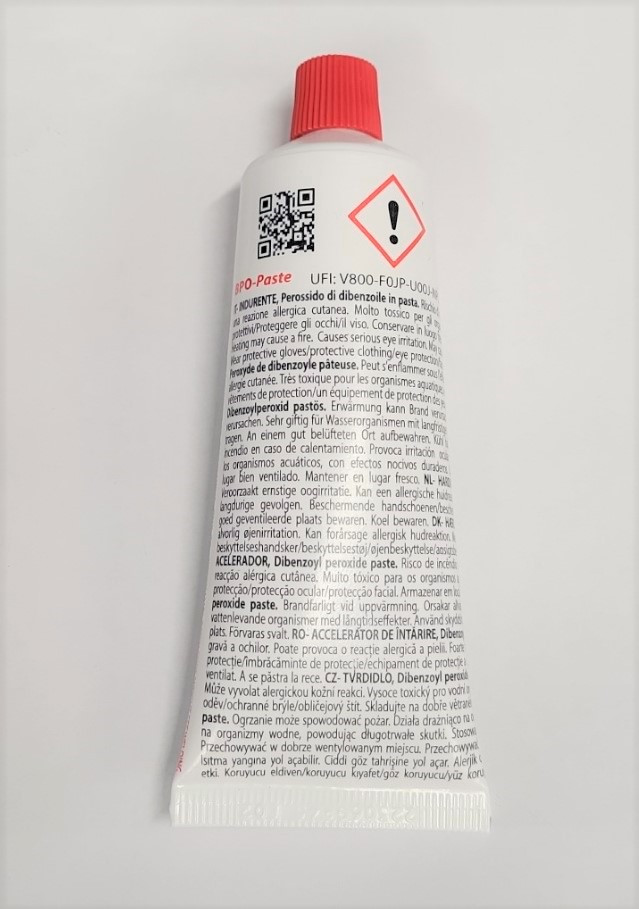 BPO-Paste UFI: V800-F0JP-U00J
IT- INDURENTE, Perossido di dibenzoile in pasta. Rischio
una reazione allergica cutanea. Molto tossico per gli
protettivi/Proteggere gli occhi/il viso. Conservare in luogo
Heating may cause a fire. Causes serious eye irritation. May
Wear protective gloves/protective clothing/eye protection/
Peroxyde de dibenzoyle pâteuse. Peut s'enflammer sous
allergie cutanée. Très toxique pour les organismes
vêtements de protection/un équipement de protection des
Dibenzoylperoxid pastös. Erwärmung kann Brand
verursachen. Sehr giftig für Wasserorganismen mit
tragen. An einem gut belüfteten Ort aufbewahren. Kühl
incendio en caso de calentamiento. Provoca irritación
los organismos acuáticos, con efectos nocivos
lugar bien ventilado. Mantener en lugar fresco. NL-
Veroorzaakt ernstige oogirritatie. Kan een allergische
langdurige gevolgen. Beschermende
goed geventileerde plaats bewaren. Koel bewaren. DK-
alvorlig øjenirritation. Kan forårsage allergisk hudreaktion.
beskyttelseshandsker/beskyttelsestøj/øjenbeskyttelse/
ACELERADOR, Dibenzoyl peroxide paste. Risco de
reacção alérgica cutânea. Muito tóxico para os organismos
protecção/protecção ocular/protecção facial. Armazenar em
peroxide paste. Brandfarligt vid uppvärmning. Orsakar
vattenlevande organismer med långtidseffekter. Använd
plats. Förvaras svalt. RO- ACCELERATOR DE ÎNTĂRIRE,
gravă a ochilor. Poate provoca o reacție alergică a pielii.
protecție/îmbrăcăminte de protecție/echipament de protecție
ventilat. A se păstra la rece. CZ- TVRDIDLO, Dibenzoyl
Může vyvolat alergickou kožní reakci. Vysoce toxický pro vodní
oděv/ochranné brýle/obličejový štít. Skladujte na dobře
paste. Ogrzanie może spowodować pożar. Działa drażniąco na
na organizmy wodne, powodując długotrwałe skutki.
Przechowywać w dobrze wentylowanym miejscu.
Isıtma yangına yol açabilir. Ciddi göz tahrişine yol açar.
etki. Koruyucu eldiven/koruyucu kıyafet/göz koruyucu/yüz